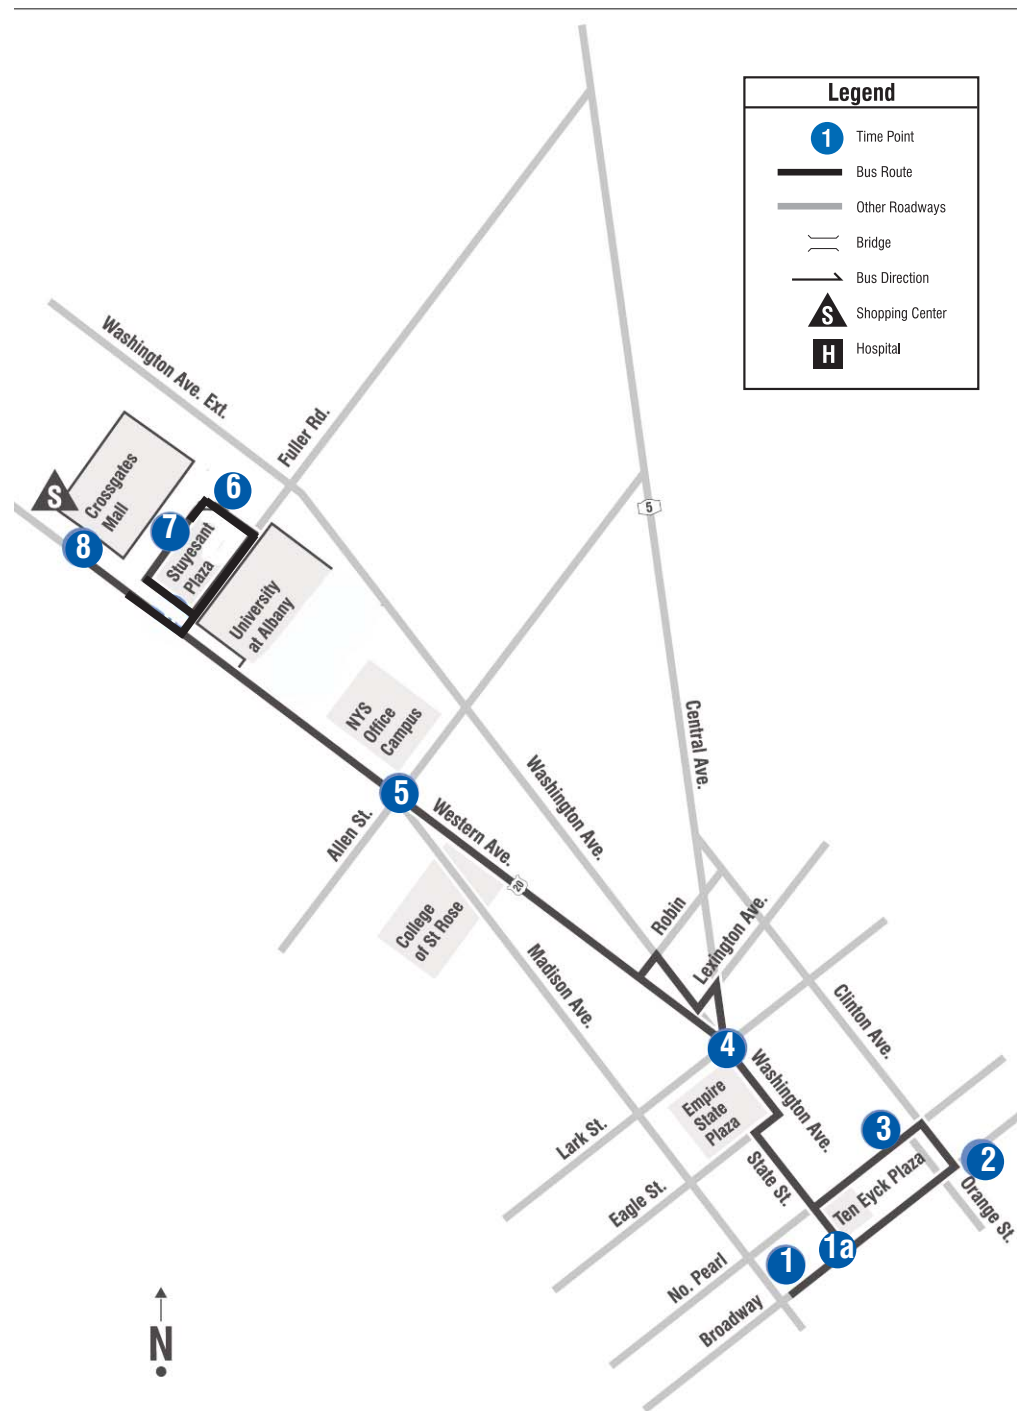 Legend
1
Time Point
Bus Route
Other Roadways
Bridge
Bus Direction
S
Shopping Center
H
Hospital
Washington Ave. Ext.
Fuller Rd.
S
Crossgates
Mall
6
7
8
Stuyesant
Plaza
University
at Albany
5
NYS
Office
Campus
Central Ave.
Washington Ave.
5
Allen St.
Western Ave.
20
College
of St Rose
Robin
Lexington Ave.
Madison Ave.
Clinton Ave.
4
Washington Ave.
Empire
State
Plaza
Lark St.
3
State St.
Eagle St.
Ten Eyck Plaza
2
Orange St.
1a
1
No. Pearl
Broadway
N